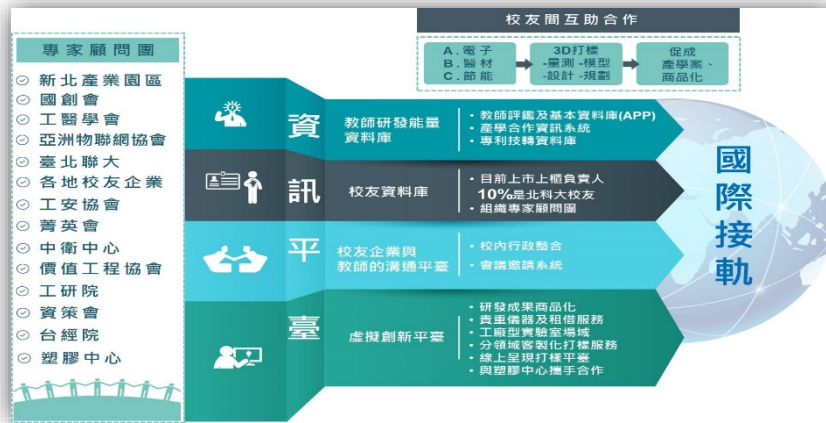 校友間互助合作
A.電子
B.醫材
C.節能
3D打樣
-量測 -模型
-設計 -規劃
促成
產學案、
商品化
專家顧問團
新北產業園區
國創會
工醫學會
亞洲物聯網協會
臺北聯大
各地校友企業
工安協會
菁英會
中衛中心
價值工程協會
工研院
資策會
台經院
塑膠中心
資
訊
平
臺
教師研發能量
資料庫
・教師評鑑及基本資料庫(APP)
・產學合作資訊系統
・專利技轉資料庫
校友資料庫
・目前上市上櫃負責人
10%是北科大校友
・組織專家顧問團
校友企業與
教師的溝通平臺
・校內行政整合
・會議邀請系統
虛擬創新平臺
・研發成果商品化
・貴重儀器及租借服務
・工廠型實驗室場域
・分領域客製化打樣服務
・線上呈現打樣平臺
・與塑膠中心攜手合作
國
際
接
軌